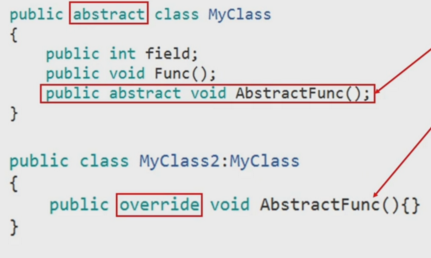 public abstract class MyClass
{
public int field;
public void Func();
public abstract void AbstractFunc();
}
public class MyClass2:MyClass
{
public override void AbstractFunc(){}
}